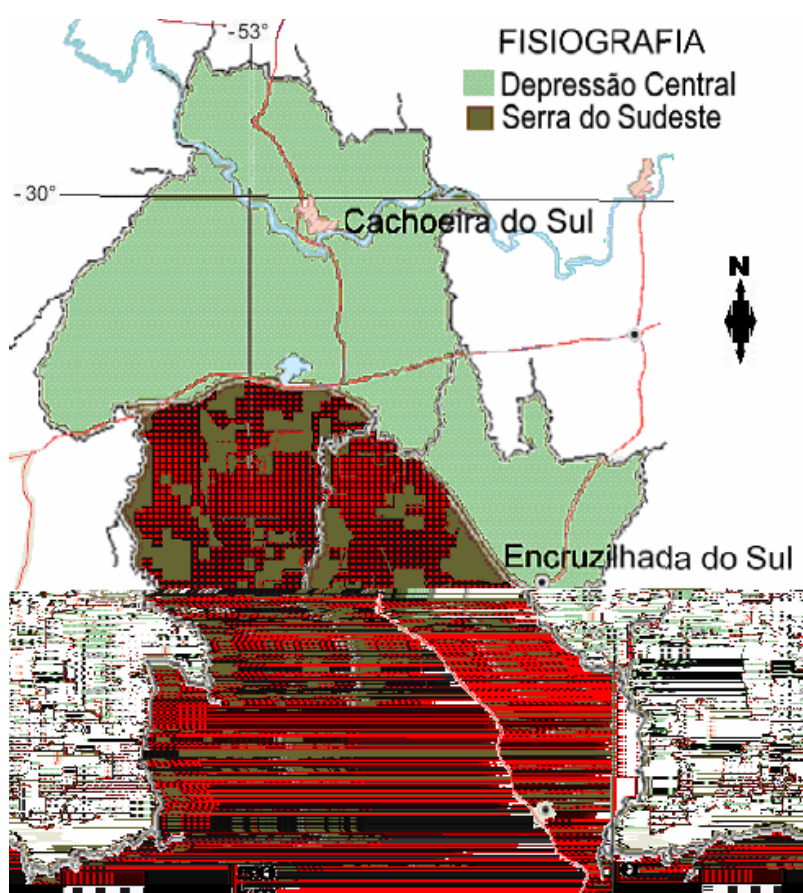 -53°
FISIOGRAFIA
Depressão Central
Serra do Sudeste
-30°
Cachoeira do Sul
N
Encruzilhada do Sul